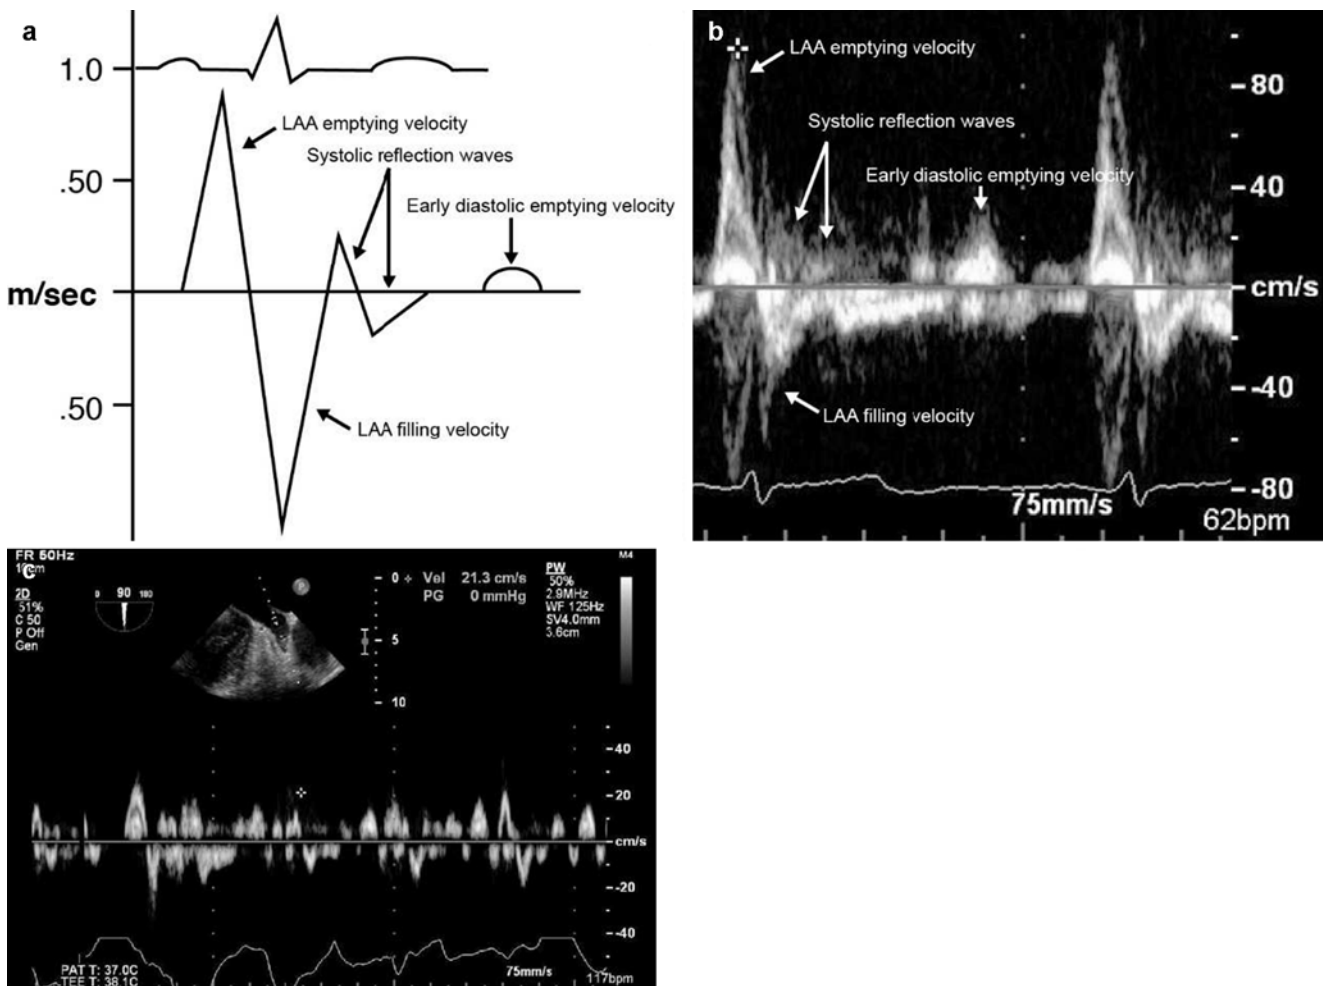 a
1.0
LAA emptying velocity
Systolic reflection waves
.50
Early diastolic emptying velocity
m/sec
.50
LAA filling velocity
b
LAA emptying velocity
80
Systolic reflection waves
40
Early diastolic emptying velocity
cm/s
-40
LAA filling velocity
-80
75mm/s
62bpm
FR 50Hz
c
2D
51%
C 50
P Off
Gen
0 90 180
0
5
10
Vel 21.3 cm/s
PG 0 mmHg
PW
50%
2.9MHz
WF 125Hz
SV4.0mm
3.6cm
M4
40
20
cm/s
-20
-40
PAT T: 37.0C
TEE T: 38.1C
75mm/s
117bpm